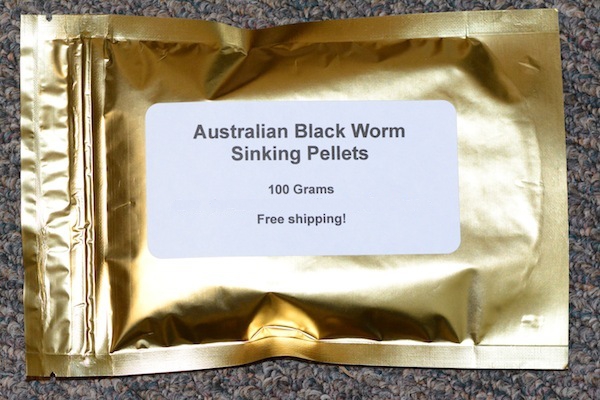 Australian Black Worm
Sinking Pellets
100 Grams
Free shipping!